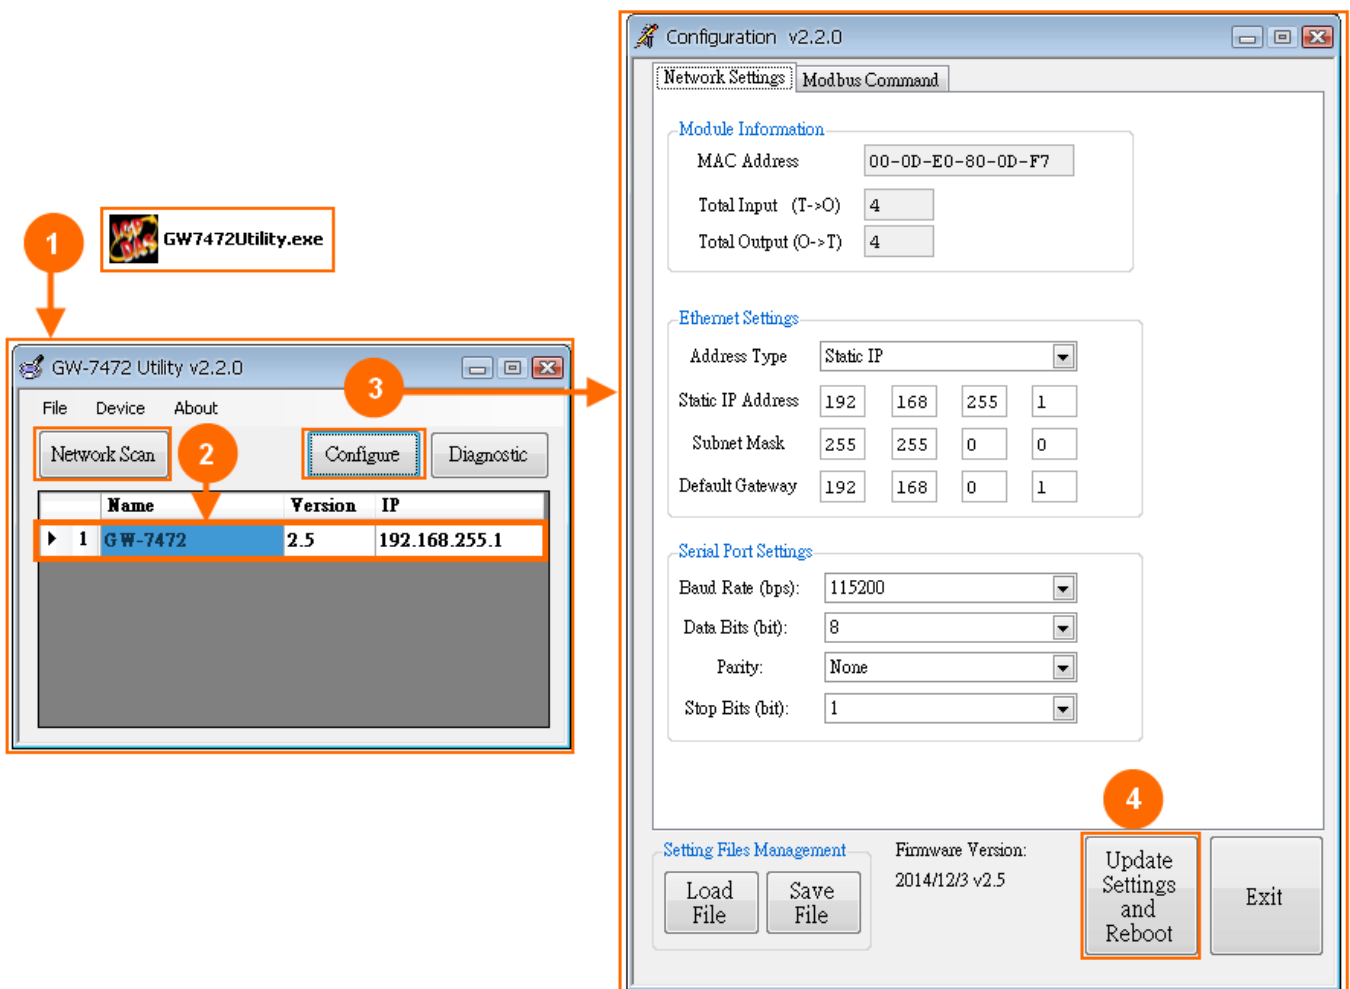 1
GW7472Utility.exe
GW-7472 Utility v2.2.0
3
File Device About
Network Scan 2 Configure Diagnostic
Name Version IP
1 GW-7472 2.5 192.168.255.1
Configuration v2.2.0
Network Settings Modbus Command
Module Information
MAC Address 00-0D-E0-80-0D-F7
Total Input (T->O) 4
Total Output (O->T) 4
Ethernet Settings
Address Type Static IP
Static IP Address 192 168 255 1
Subnet Mask 255 255 0 0
Default Gateway 192 168 0 1
Serial Port Settings
Baud Rate (bps): 115200
Data Bits (bit): 8
Parity: None
Stop Bits (bit): 1
4
Setting Files Management
Load
File
Save
File
Firmware Version:
2014/12/3 v2.5
Update
Settings
and
Reboot
Exit